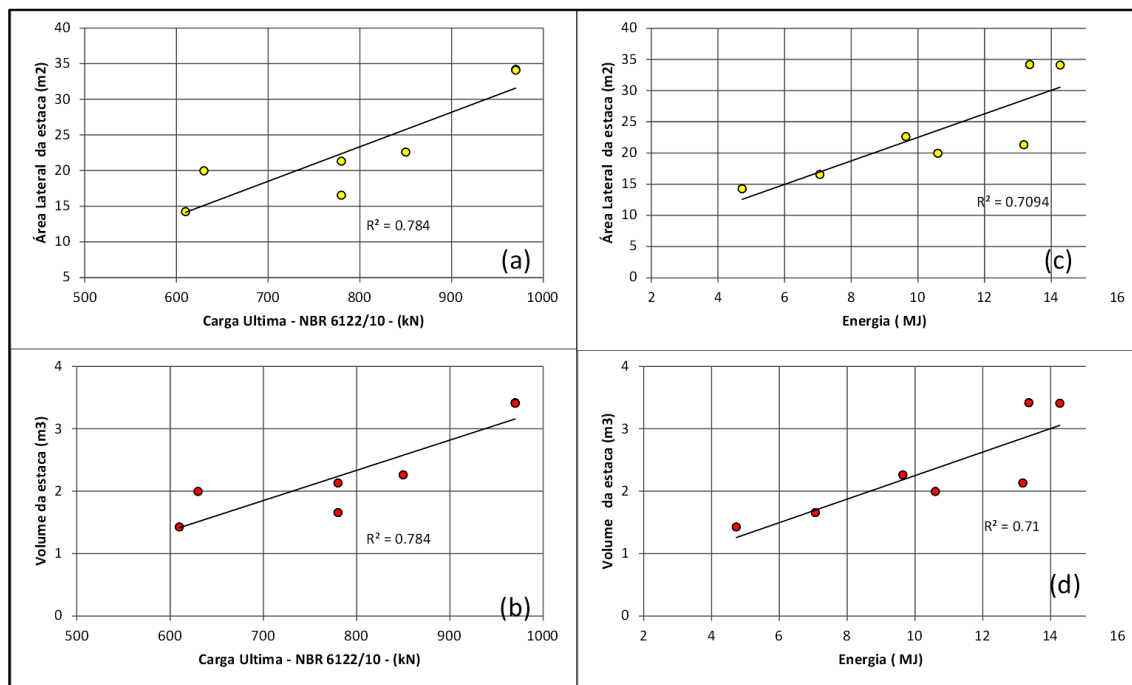 40
35
30
25
20
15
10
5
Área Lateral da estaca (m2)
R² = 0.784
(a)
500 600 700 800 900 1000
Carga Ultima - NBR 6122/10 - (kN)
40
35
30
25
20
15
10
5
0
Área Lateral da estaca (m2)
R² = 0.7094
(c)
2 4 6 8 10 12 14 16
Energia ( MJ)
4
3
2
1
0
Volume da estaca (m3)
R² = 0.784
(b)
500 600 700 800 900 1000
Carga Ultima - NBR 6122/10 - (kN)
4
3
2
1
0
Volume da estaca (m3)
R² = 0.71
(d)
2 4 6 8 10 12 14 16
Energia ( MJ)